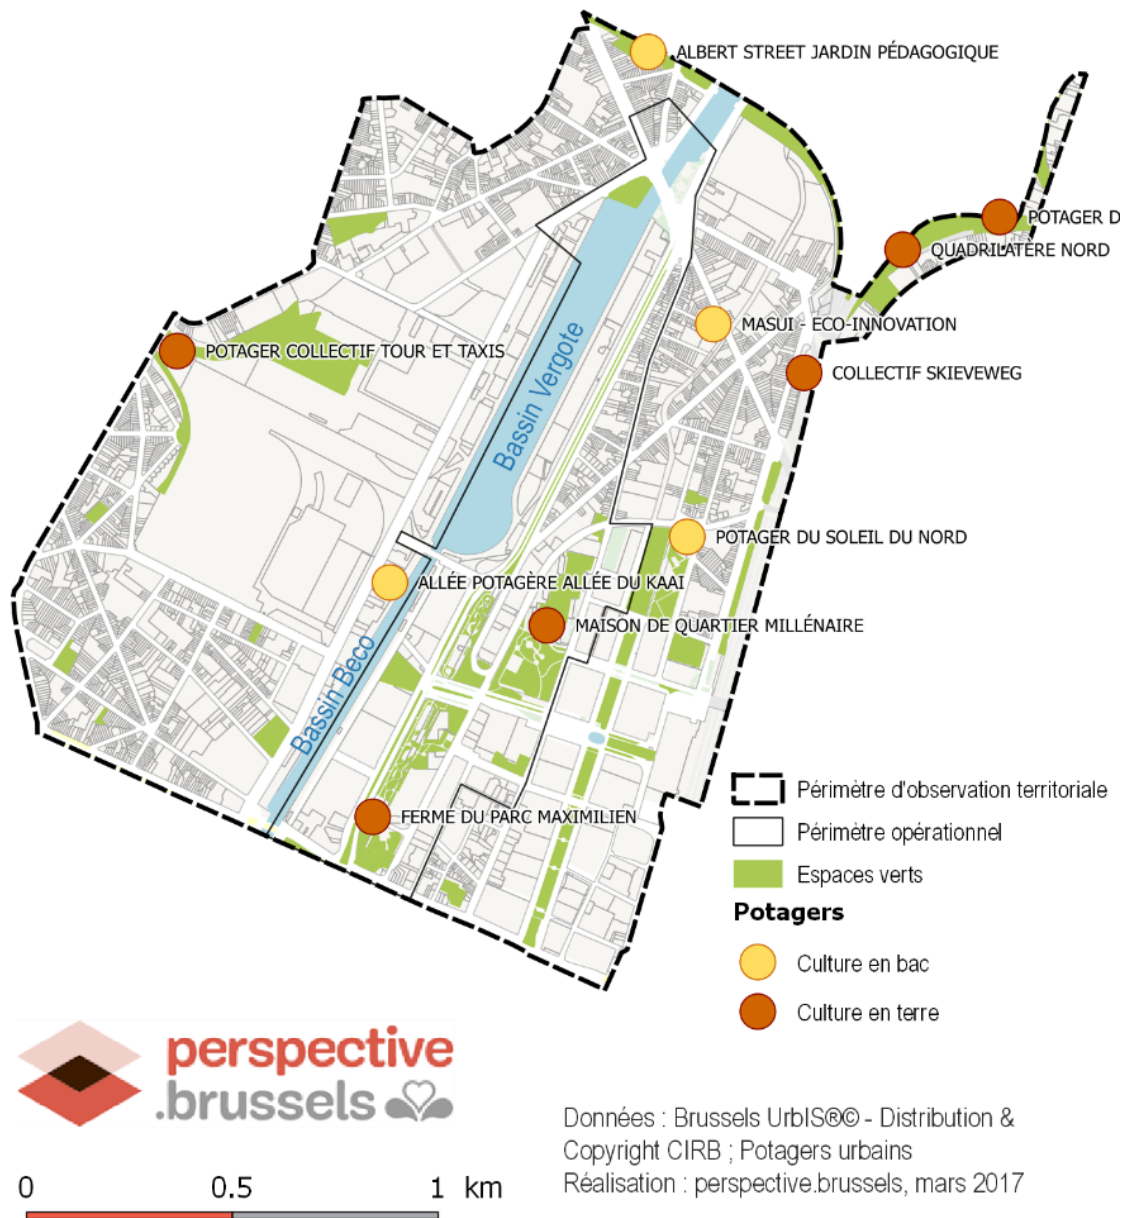 ALBERT STREET JARDIN PÉDAGOGIQUE
POTAGER D
QUADRILATÈRE NORD
MASUI - ECO-INNOVATION
POTAGER COLLECTIF TOUR ET TAXIS
COLLECTIF SKIEVEWEG
Bassin Vergote
POTAGER DU SOLEIL DU NORD
ALLÉE POTAGÈRE ALLÉE DU KAAI
MAISON DE QUARTIER MILLÉNAIRE
Bassin Beco
FERME DU PARC MAXIMILIEN
Périmètre d'observation territoriale
Périmètre opérationnel
Espaces verts
Potagers
Culture en bac
Culture en terre
perspective
.brussels
Données : Brussels UrbIS®© - Distribution &
Copyright CIRB ; Potagers urbains
Réalisation : perspective.brussels, mars 2017
0 0.5 1 km